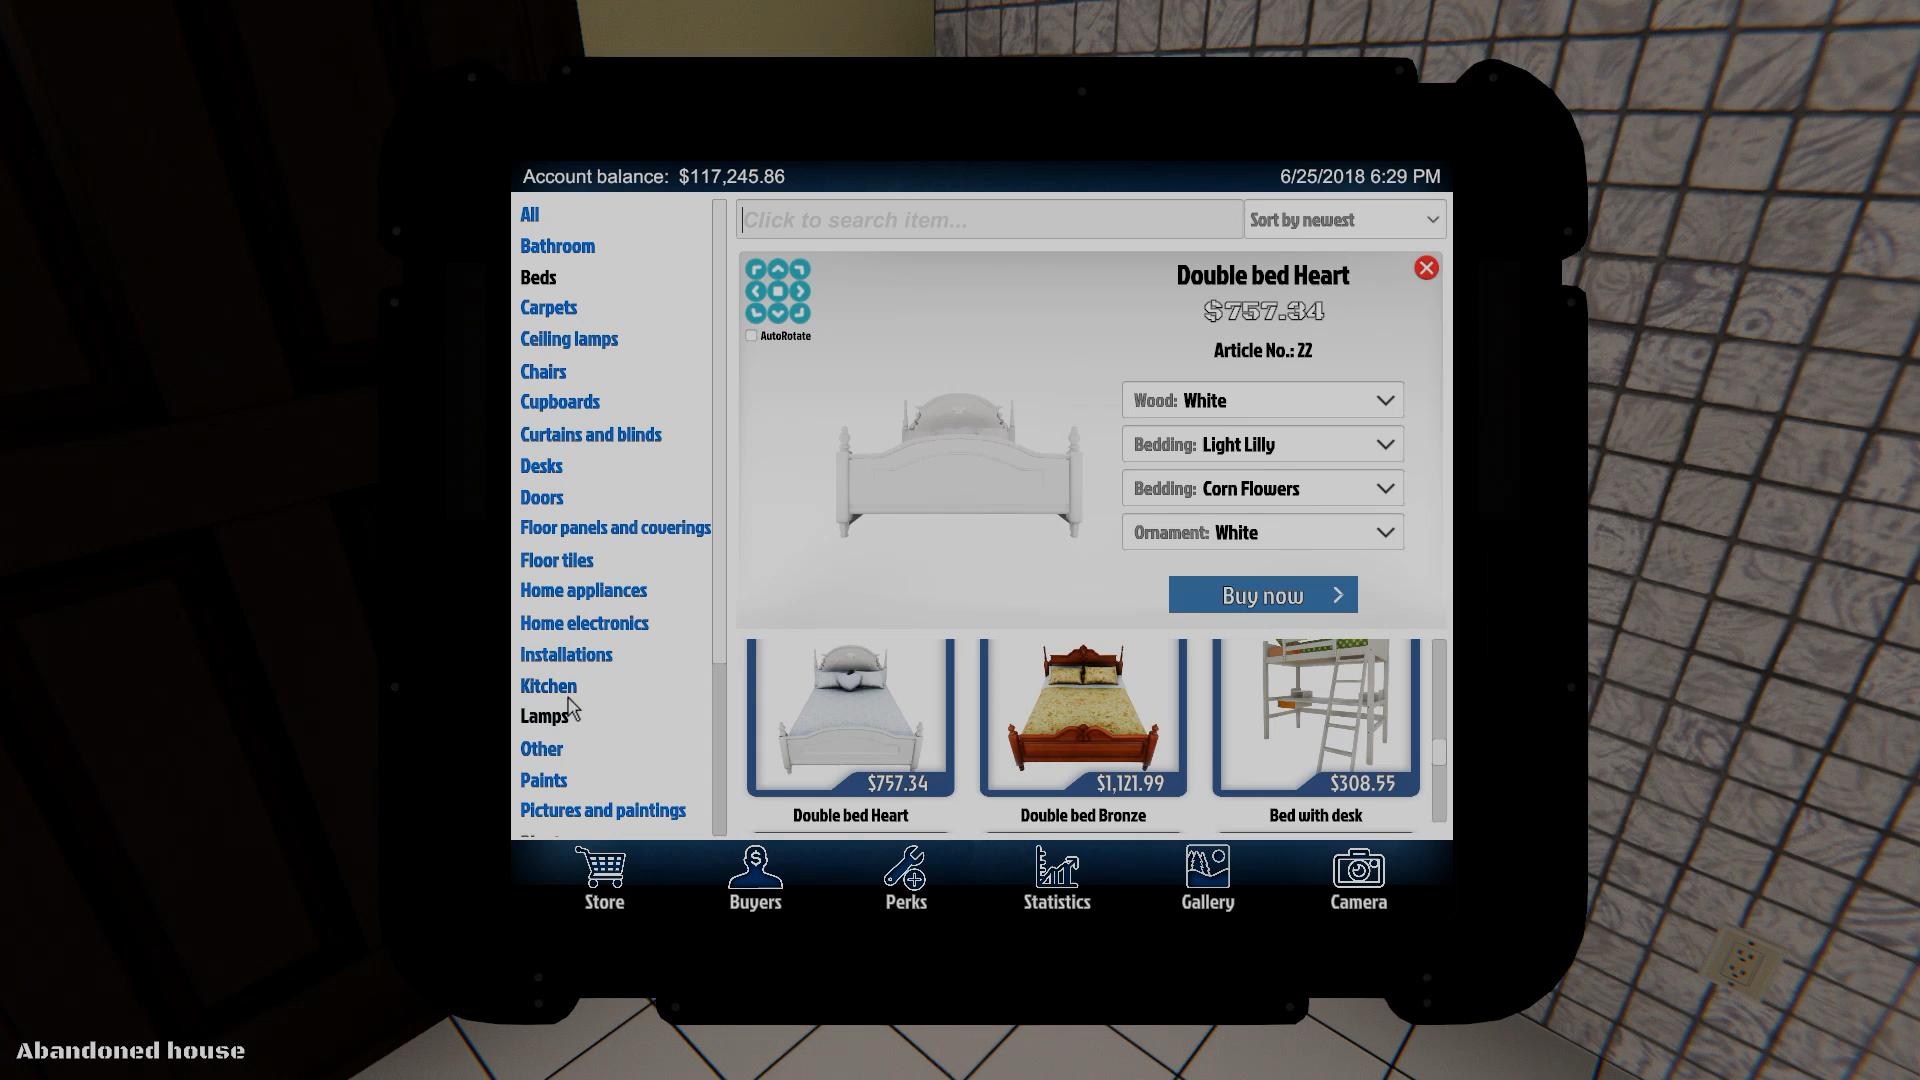 Account balance: $117,245.86
6/25/2018 6:29 PM
All
Bathroom
Beds
Carpets
Ceiling lamps
Chairs
Cupboards
Curtains and blinds
Desks
Doors
Floor panels and coverings
Floor tiles
Home appliances
Home electronics
Installations
Kitchen
Lamps
Other
Paints
Pictures and paintings
Click to search item...
Sort by newest
AutoRotate
Double bed Heart
$757.34
Article No.: 22
Wood: White
Bedding: Light Lilly
Bedding: Corn Flowers
Ornament: White
Buy now
$757.34
$1,121.99
$308.55
Double bed Heart
Double bed Bronze
Bed with desk
Store
Buyers
Perks
Statistics
Gallery
Camera
Abandoned house